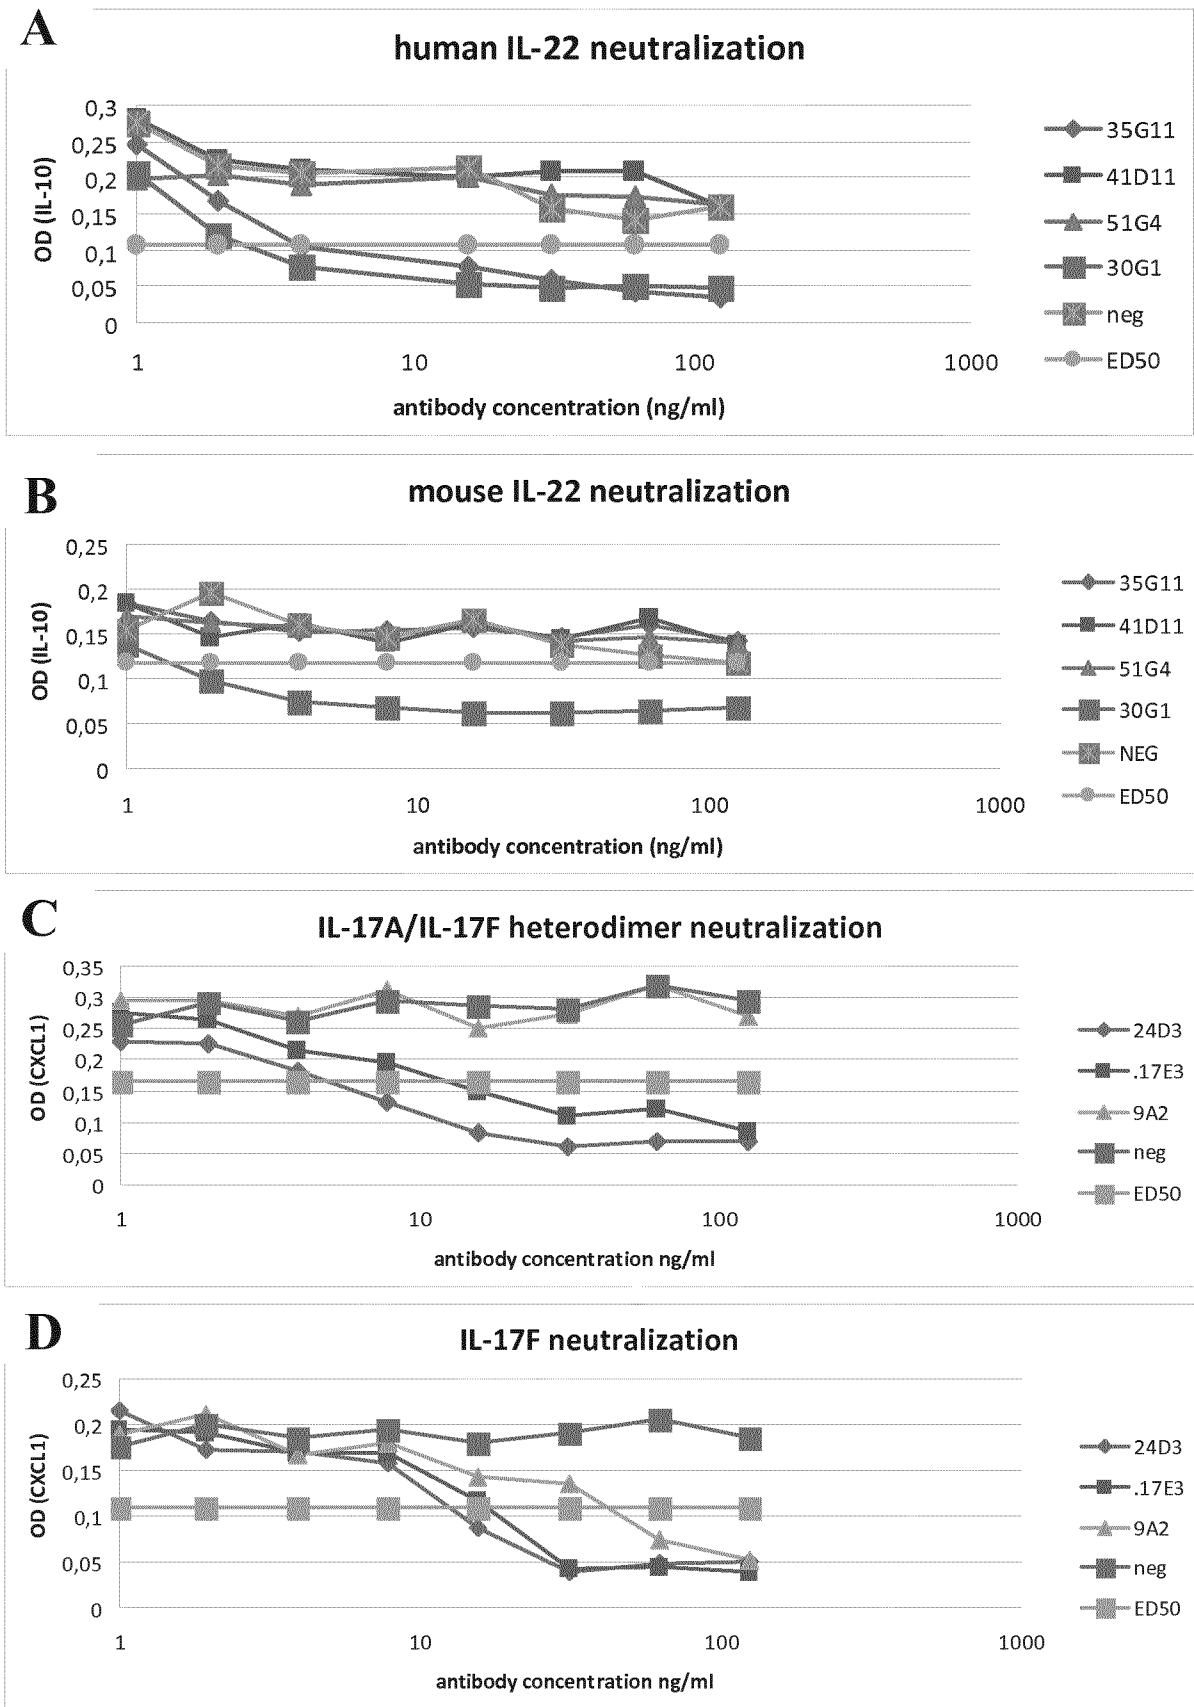 A
human IL-22 neutralization
OD (IL-10)
0,3
0,25
0,2
0,15
0,1
0,05
0
1
10
100
1000
antibody concentration (ng/ml)
35G11
41D11
51G4
30G1
neg
ED50
B
mouse IL-22 neutralization
OD (IL-10)
0,25
0,2
0,15
0,1
0,05
0
1
10
100
1000
antibody concentration (ng/ml)
35G11
41D11
51G4
30G1
NEG
ED50
C
IL-17A/IL-17F heterodimer neutralization
OD (CXCL1)
0,35
0,3
0,25
0,2
0,15
0,1
0,05
0
1
10
100
1000
antibody concentration ng/ml
24D3
.17E3
9A2
neg
ED50
D
IL-17F neutralization
OD (CXCL1)
0,25
0,2
0,15
0,1
0,05
0
1
10
100
1000
antibody concentration ng/ml
24D3
.17E3
9A2
neg
ED50